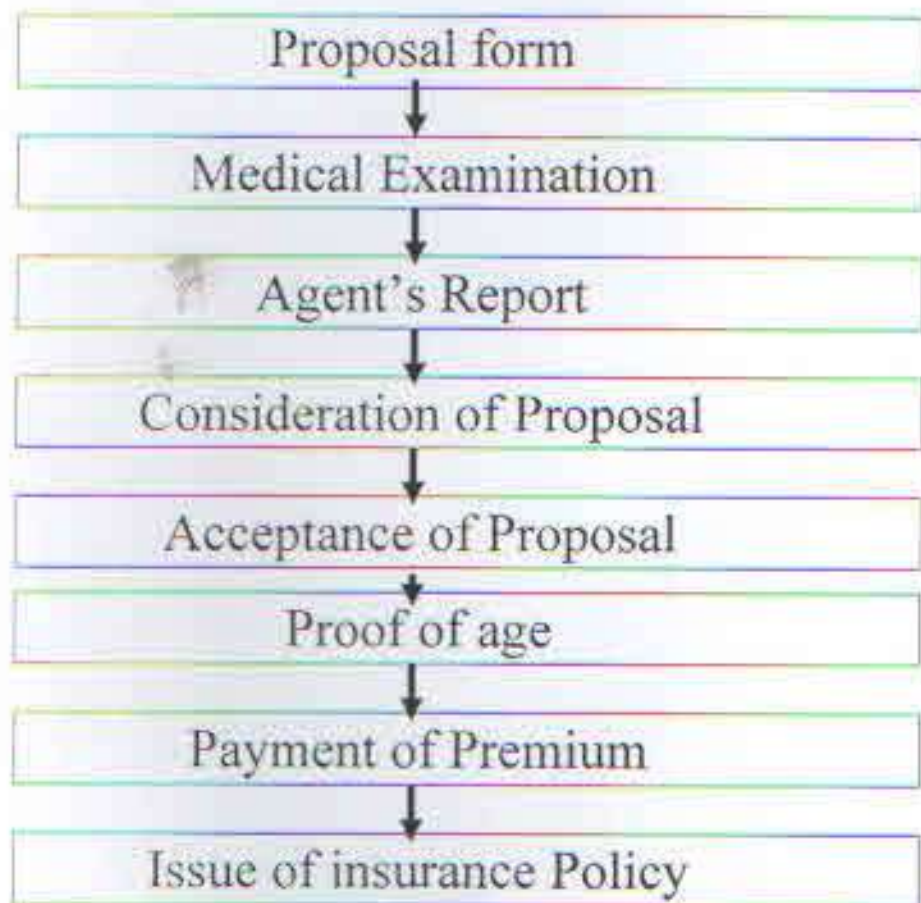 Proposal form
Medical Examination
Agent's Report
Consideration of Proposal
Acceptance of Proposal
Proof of age
Payment of Premium
Issue of insurance Policy